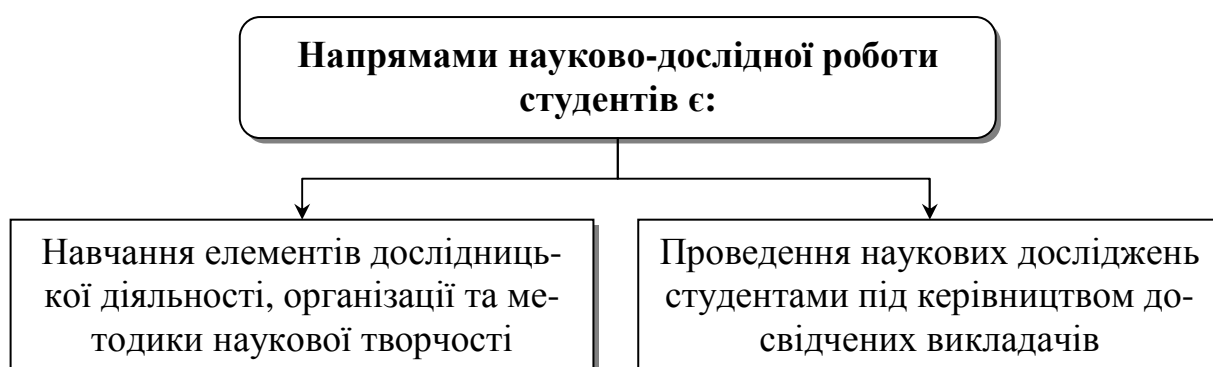 Напрямами науково-дослідної роботи
студентів є:
Навчання елементів дослідниць-
кої діяльності, організації та ме-
тодики наукової творчості
Проведення наукових досліджень
студентами під керівництвом до-
свідчених викладачів